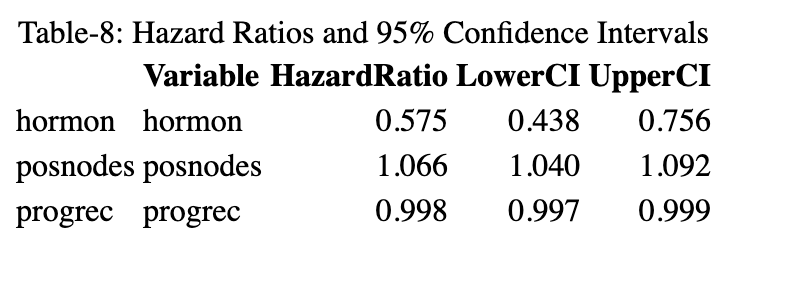 Table-8: Hazard Ratios and 95% Confidence Intervals
Variable HazardRatio LowerCI UpperCI
hormon hormon 0.575 0.438 0.756
posnodes posnodes 1.066 1.040 1.092
progrec progrec 0.998 0.997 0.999